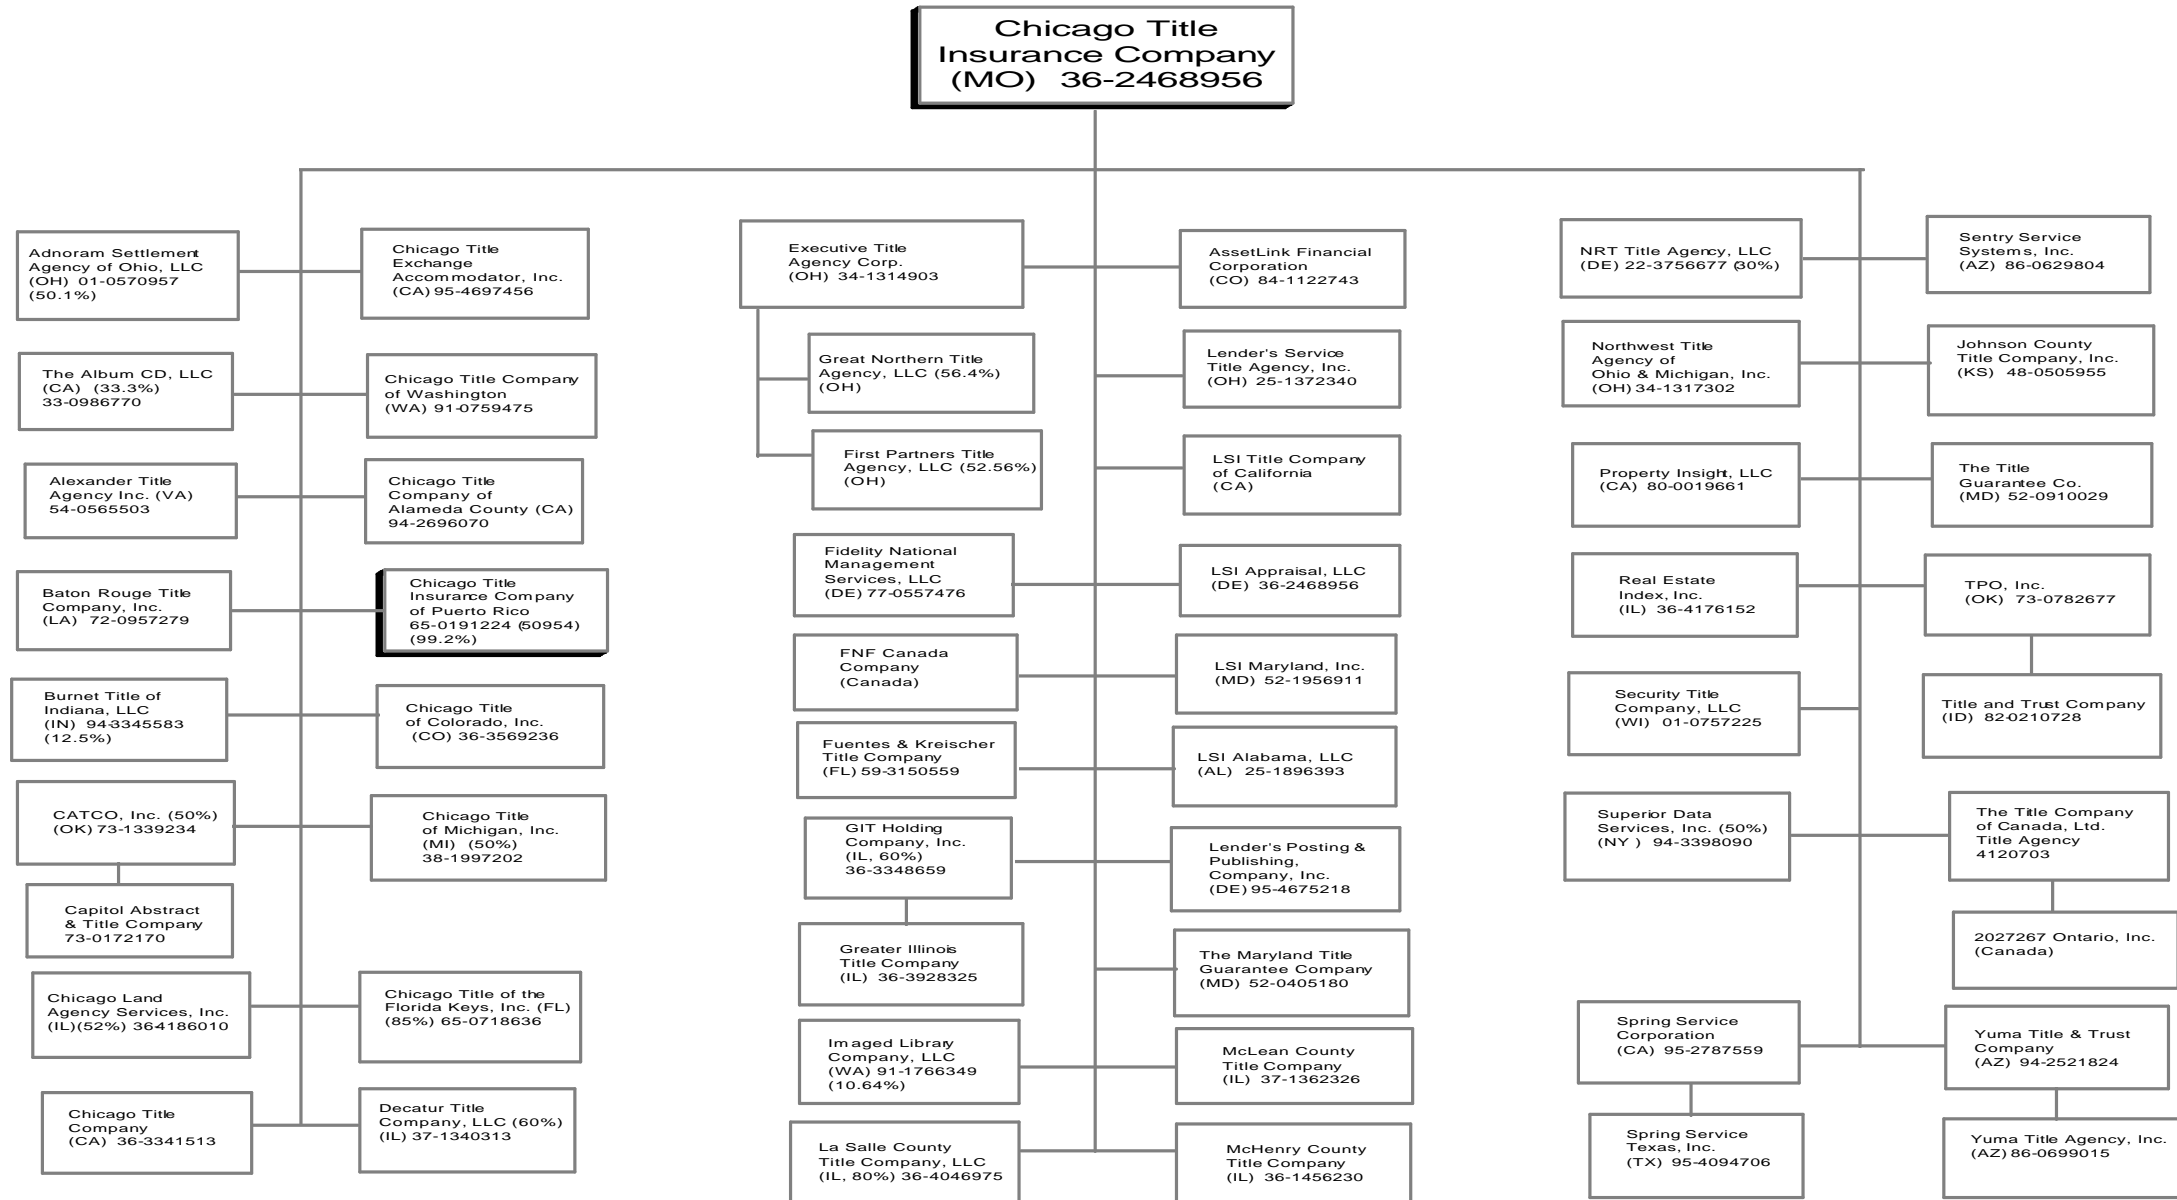 Chicago Title
Insurance Company
(MO) 36-2468956
Adnoram Settlement
Agency of Ohio, LLC
(OH) 01-0570957
(50.1%)
Chicago Title
Exchange
Accommodator, Inc.
(CA) 95-4697456
The Album CD, LLC
(CA) (33.3%)
33-0986770
Chicago Title Company
of Washington
(WA) 91-0759475
Alexander Title
Agency Inc. (VA)
54-0565503
Chicago Title
Company of
Alameda County (CA)
94-2696070
Baton Rouge Title
Company, Inc.
(LA) 72-0957279
Chicago Title
Insurance Company
of Puerto Rico
65-0191224 (50954)
(99.2%)
Burnet Title of
Indiana, LLC
(IN) 94-3345583
(12.5%)
Chicago Title
of Colorado, Inc.
(CO) 36-3569236
CATCO, Inc. (50%)
(OK) 73-1339234
Chicago Title
of Michigan, Inc.
(MI) (50%)
38-1997202
Capitol Abstract
& Title Company
73-0172170
Chicago Land
Agency Services, Inc.
(IL)(52%) 364186010
Chicago Title of the
Florida Keys, Inc. (FL)
(85%) 65-0718636
Chicago Title
Company
(CA) 36-3341513
Decatur Title
Company, LLC (60%)
(IL) 37-1340313
Executive Title
Agency Corp.
(OH) 34-1314903
AssetLink Financial
Corporation
(CO) 84-1122743
Great Northern Title
Agency, LLC (56.4%)
(OH)
Lender's Service
Title Agency, Inc.
(OH) 25-1372340
First Partners Title
Agency, LLC (52.56%)
(OH)
LSI Title Company
of California
(CA)
Fidelity National
Management
Services, LLC
(DE) 77-0557476
LSI Appraisal, LLC
(DE) 36-2468956
FNF Canada
Company
(Canada)
LSI Maryland, Inc.
(MD) 52-1956911
Fuentes & Kreischer
Title Company
(FL) 59-3150559
LSI Alabama, LLC
(AL) 25-1896393
GIT Holding
Company, Inc.
(IL, 60%)
36-3348659
Lender's Posting &
Publishing,
Company, Inc.
(DE) 95-4675218
Greater Illinois
Title Company
(IL) 36-3928325
The Maryland Title
Guarantee Company
(MD) 52-0405180
Imaged Library
Company, LLC
(WA) 91-1766349
(10.64%)
McLean County
Title Company
(IL) 37-1362326
La Salle County
Title Company, LLC
(IL, 80%) 36-4046975
McHenry County
Title Company
(IL) 36-1456230
NRT Title Agency, LLC
(DE) 22-3756677 (30%)
Sentry Service
Systems, Inc.
(AZ) 86-0629804
Northwest Title
Agency of
Ohio & Michigan, Inc.
(OH) 34-1317302
Johnson County
Title Company, Inc.
(KS) 48-0505955
Property Insight, LLC
(CA) 80-0019661
The Title
Guarantee Co.
(MD) 52-0910029
Real Estate
Index, Inc.
(IL) 36-4176152
TPO, Inc.
(OK) 73-0782677
Security Title
Company, LLC
(WI) 01-0757225
Title and Trust Company
(ID) 82-0210728
Superior Data
Services, Inc. (50%)
(NY ) 94-3398090
The Title Company
of Canada, Ltd.
Title Agency
4120703
2027267 Ontario, Inc.
(Canada)
Spring Service
Corporation
(CA) 95-2787559
Yuma Title & Trust
Company
(AZ) 94-2521824
Spring Service
Texas, Inc.
(TX) 95-4094706
Yuma Title Agency, Inc.
(AZ) 86-0699015